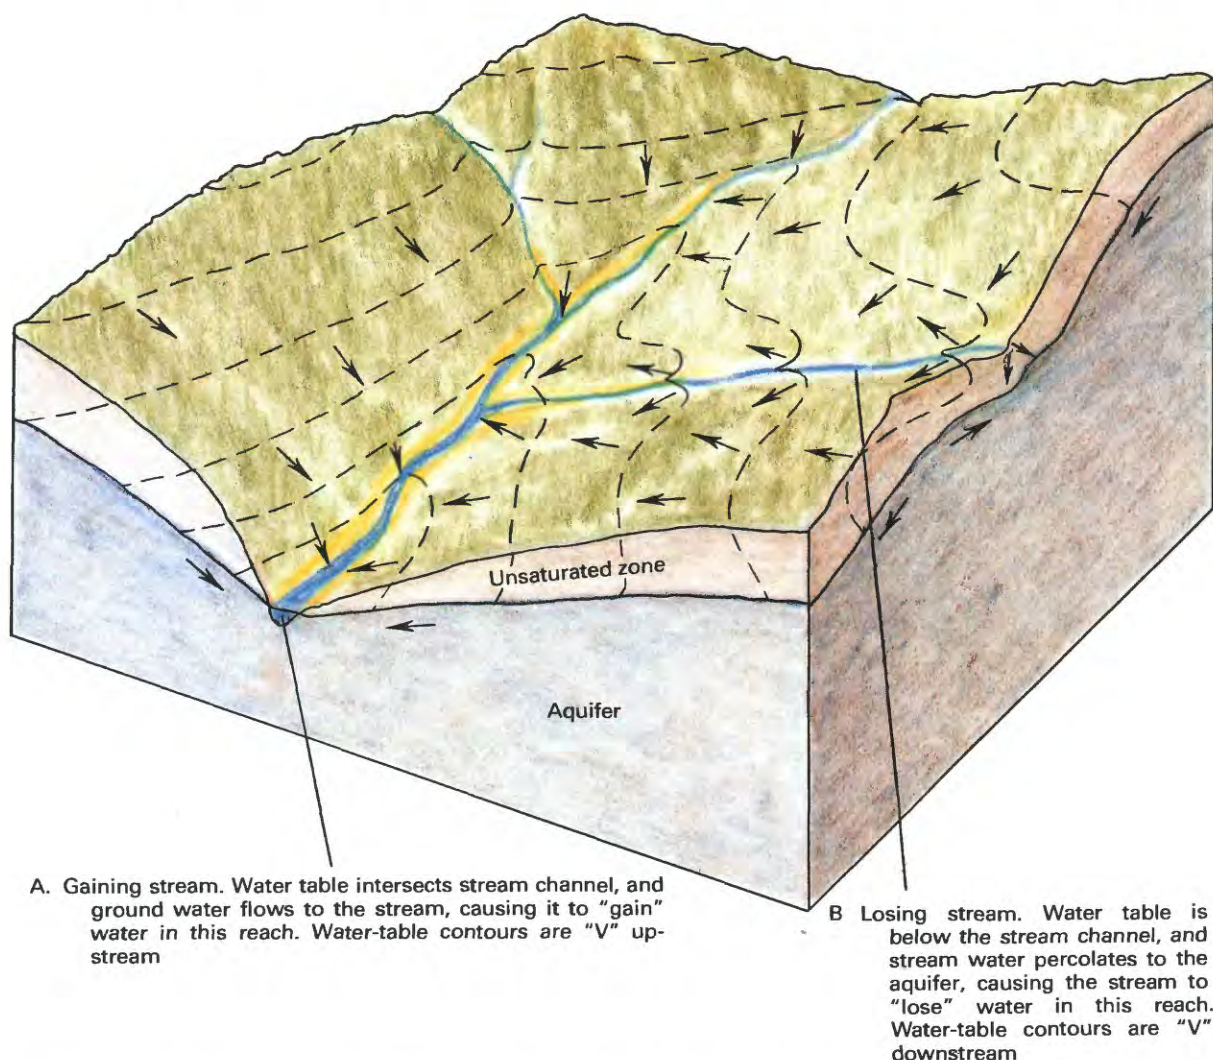 Unsaturated zone
Aquifer
A. Gaining stream. Water table intersects stream channel, and
ground water flows to the stream, causing it to "gain"
water in this reach. Water-table contours are "V" up-
stream
B Losing stream. Water table is
below the stream channel, and
stream water percolates to the
aquifer, causing the stream to
"lose" water in this reach.
Water-table contours are "V"
downstream